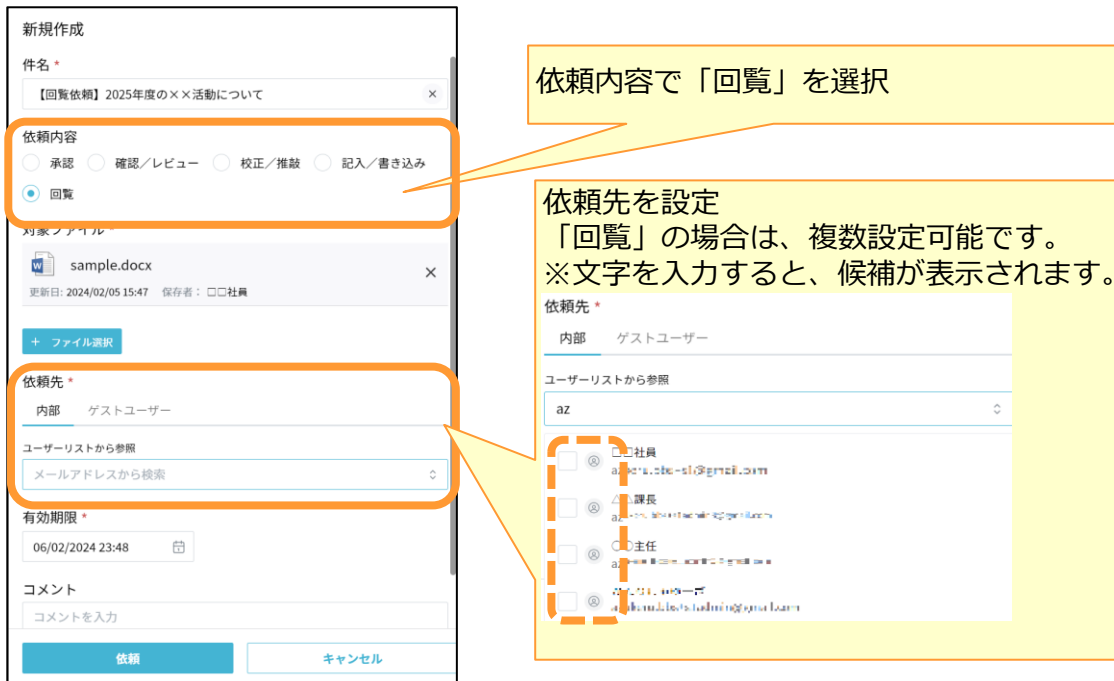 新規作成
件名 *
【回覧依頼】2025年度の××活動について
依頼内容
承認 確認／レビュー 校正／推敲 記入／書き込み
回覧
対象ファイル *
sample.docx
更新日: 2024/02/05 15:47 保存者： □□社員
+ ファイル選択
依頼先 *
内部 ゲストユーザー
ユーザーリストから参照
メールアドレスから検索
有効期限 *
06/02/2024 23:48
コメント
コメントを入力
依頼 キャンセル
依頼内容で「回覧」を選択
依頼先を設定
「回覧」の場合は、複数設定可能です。
※文字を入力すると、候補が表示されます。
依頼先 *
内部 ゲストユーザー
ユーザーリストから参照
az
□□社員
△△課長
○○主任